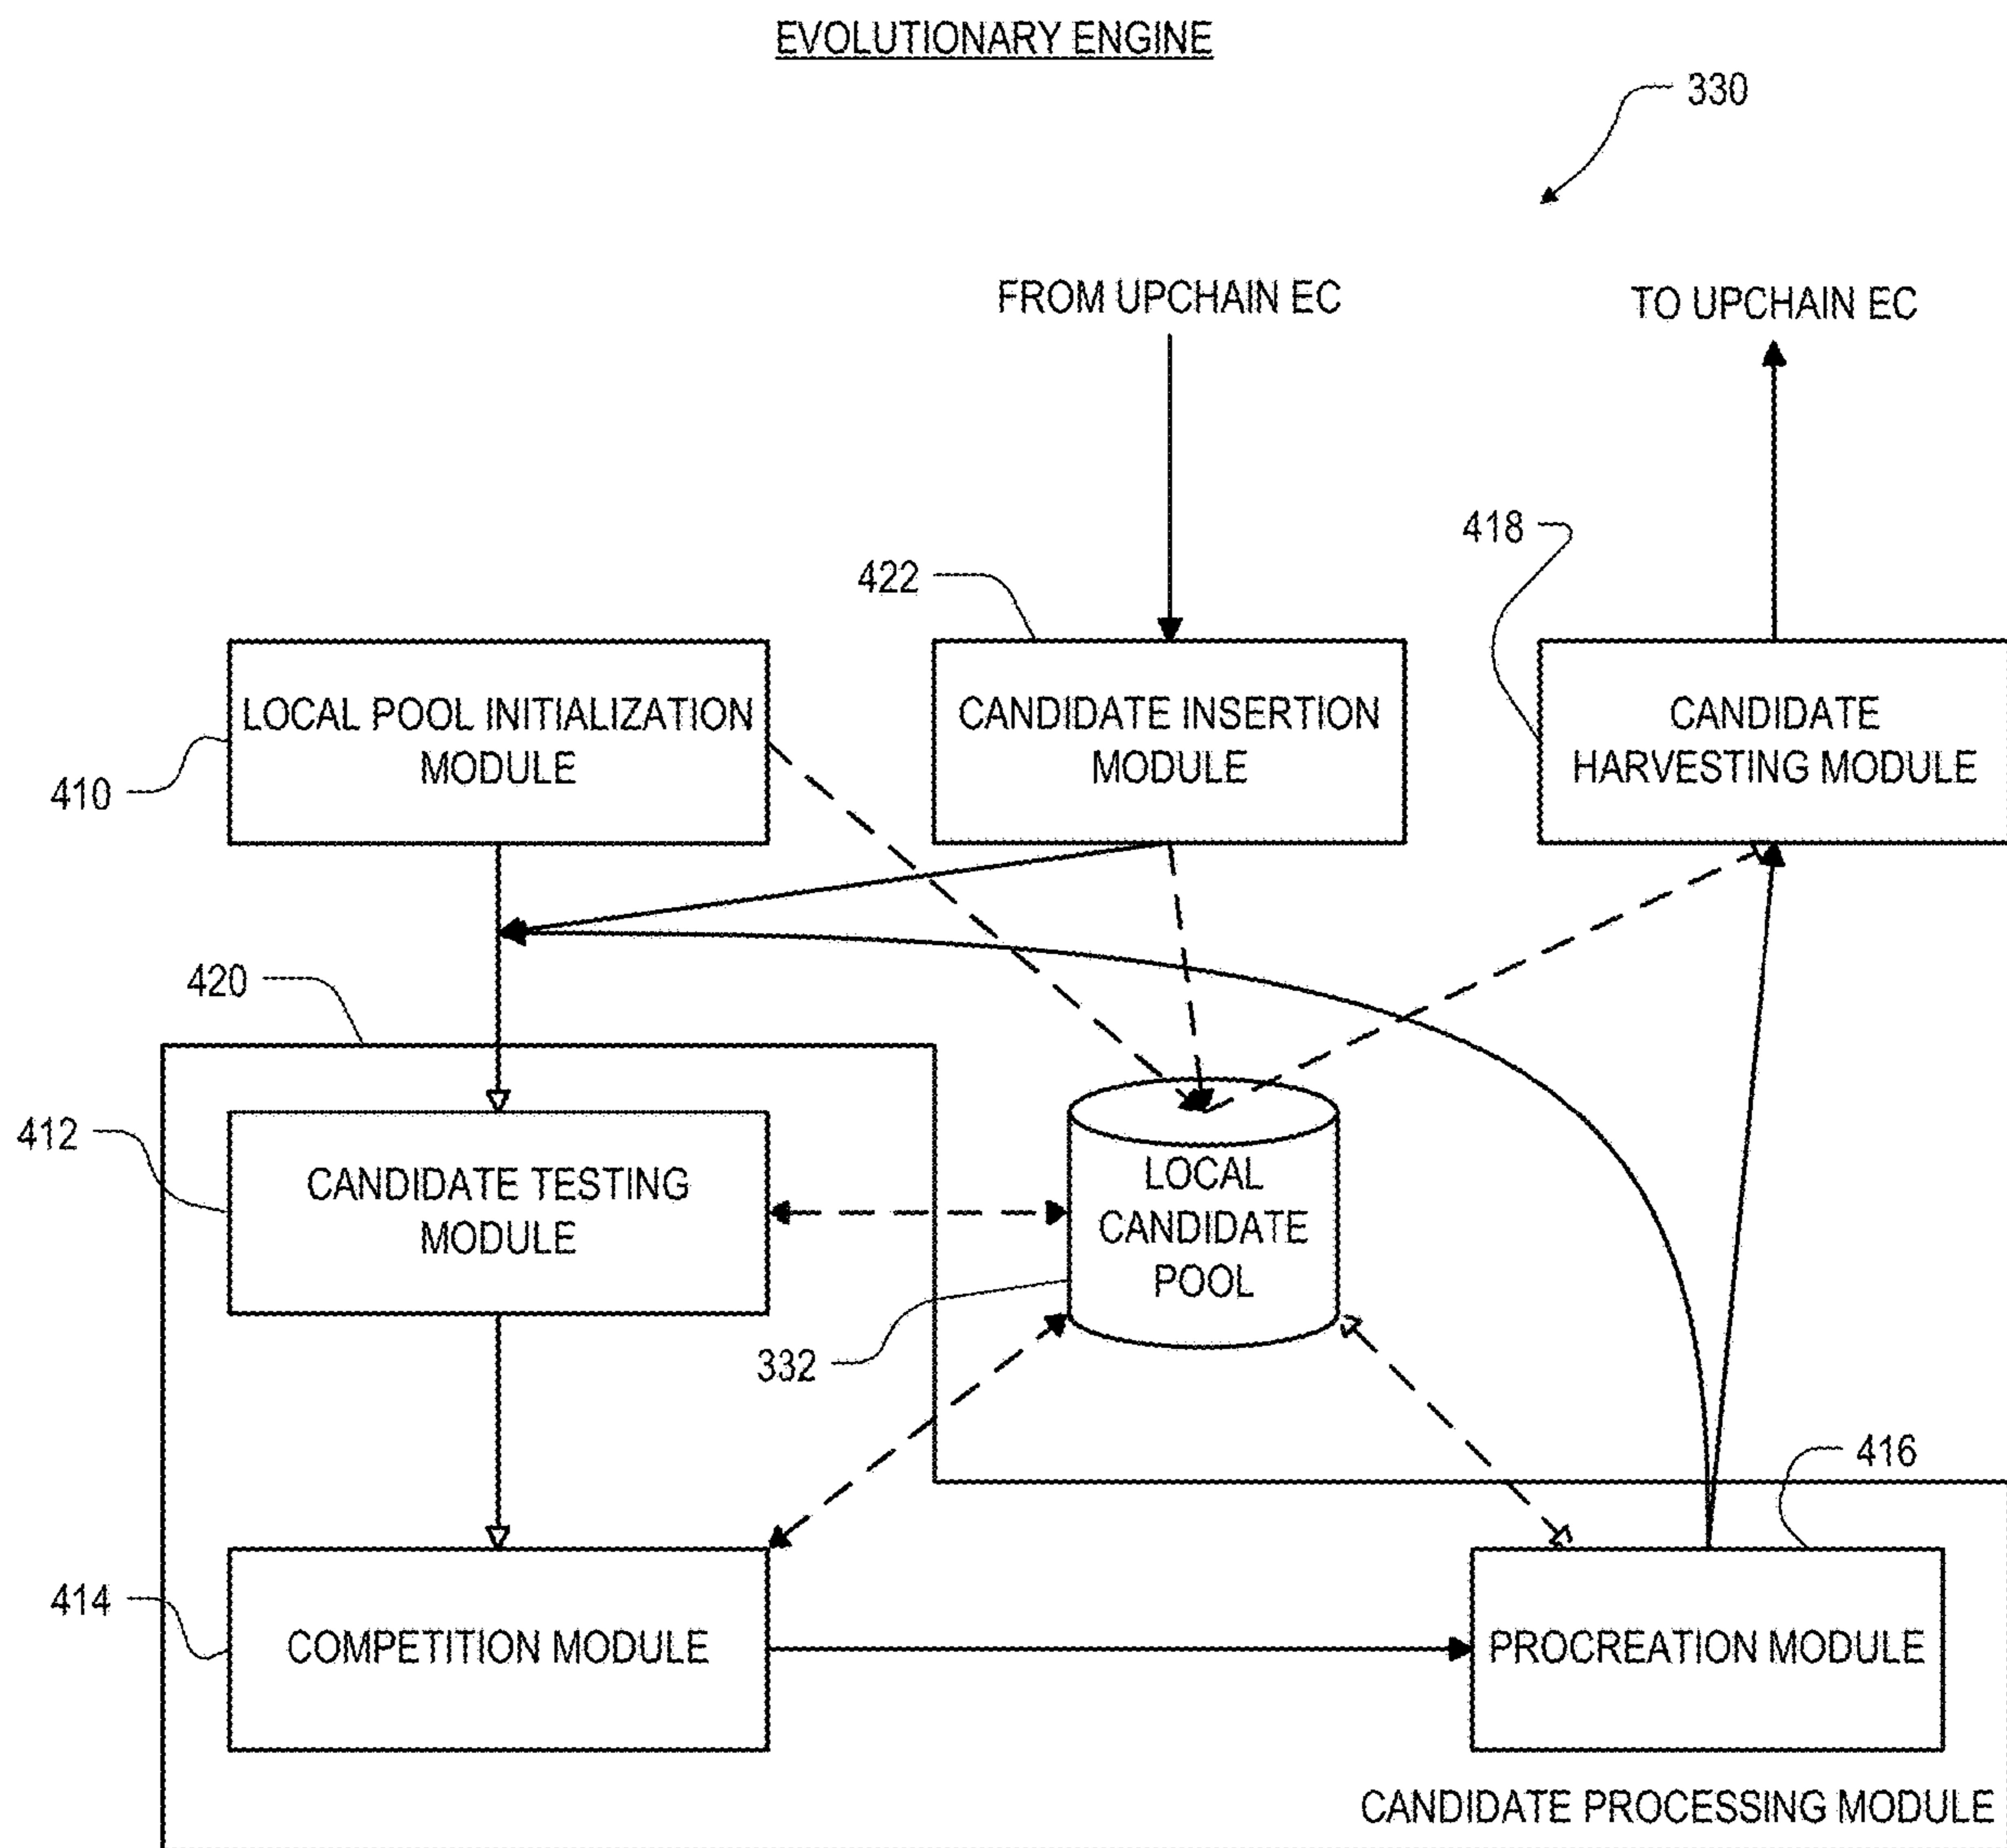 EVOLUTIONARY ENGINE
330
FROM UPCHAIN EC
TO UPCHAIN EC
418
422
LOCAL POOL INITIALIZATION
MODULE
410
CANDIDATE INSERTION
MODULE
CANDIDATE
HARVESTING MODULE
420
412
CANDIDATE TESTING
MODULE
LOCAL
CANDIDATE
POOL
332
416
414
COMPETITION MODULE
PROCREATION MODULE
CANDIDATE PROCESSING MODULE